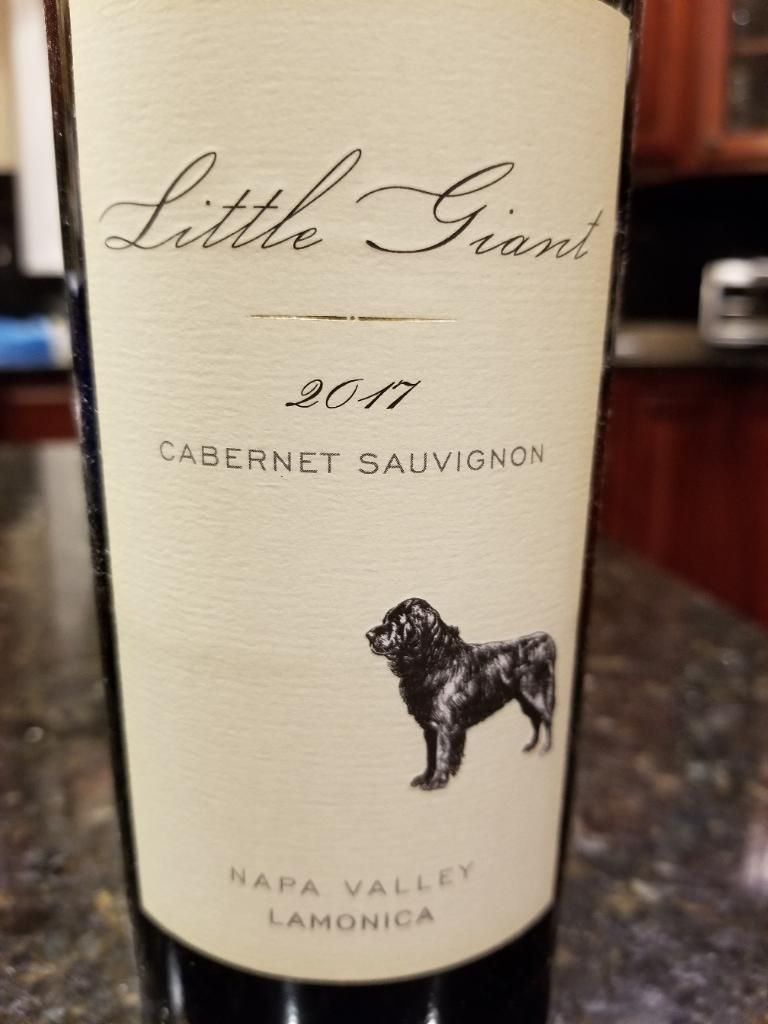 Little Giant
2017
CABERNET SAUVIGNON
NAPA VALLEY
LAMONICA